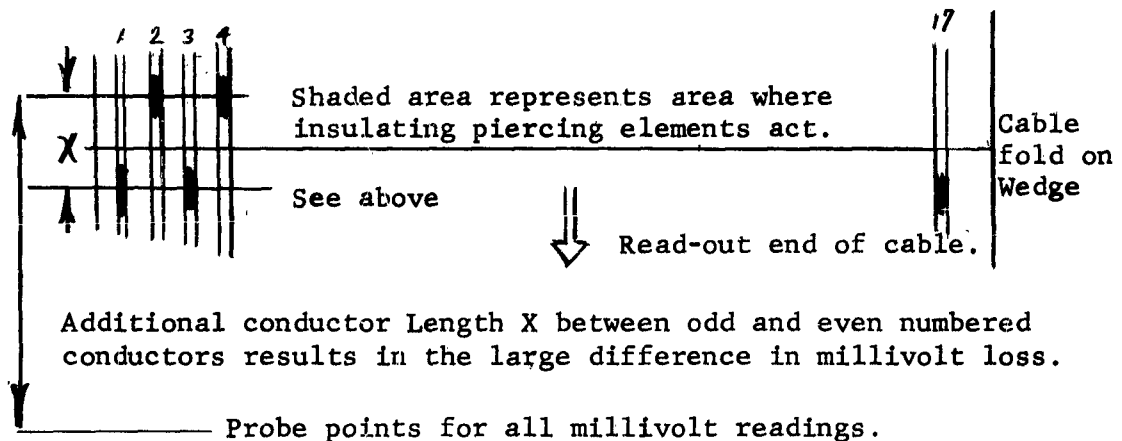 1 2 3 4 17
Shaded area represents area where
insulating piercing elements act.
Cable
fold on
Wedge
X
See above
Read-out end of cable.
Additional conductor Length X between odd and even numbered
conductors results in the large difference in millivolt loss.
Probe points for all millivolt readings.